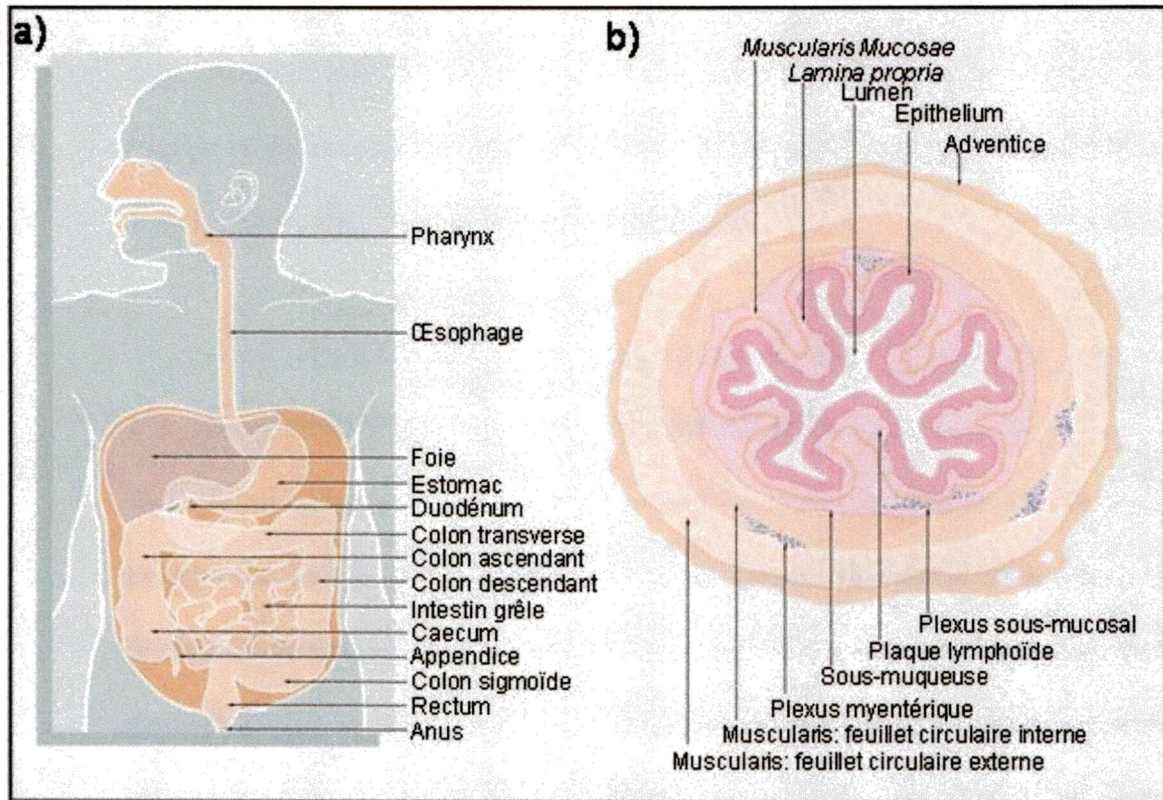 a)
Pharynx
Œsophage
Foie
Estomac
Duodénum
Colon transverse
Colon ascendant
Colon descendant
Intestin grêle
Caecum
Appendice
Colon sigmoïde
Rectum
Anus
b)
Muscularis Mucosae
Lamina propria
Lumen
Epithelium
Adventice
Plexus sous-mucosal
Plaque lymphoïde
Sous-muqueuse
Plexus myentérique
Muscularis: feuillet circulaire interne
Muscularis: feuillet circulaire externe